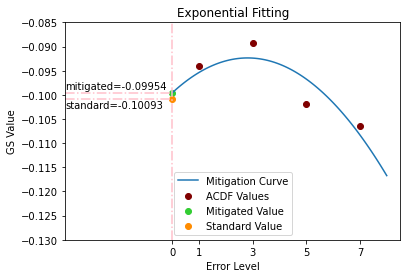 Exponential Fitting
GS Value
−0.085
−0.090
−0.095
−0.100
−0.105
−0.110
−0.115
−0.120
−0.125
−0.130
mitigated=-0.09954
standard=-0.10093
Mitigation Curve
ACDF Values
Mitigated Value
Standard Value
0 1 3 5 7
Error Level